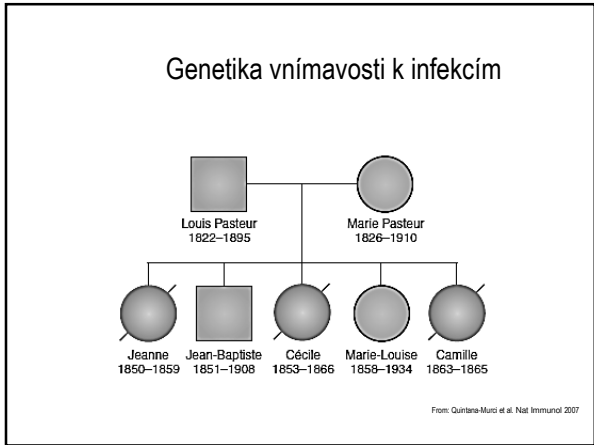 Genetika vnímavosti k infekcím
Louis Pasteur
1822–1895
Marie Pasteur
1826–1910
Jeanne
1850–1859
Jean-Baptiste
1851–1908
Cécile
1853–1866
Marie-Louise
1858–1934
Camille
1863–1865
From: Quintana-Murci et al. Nat Immunol 2007